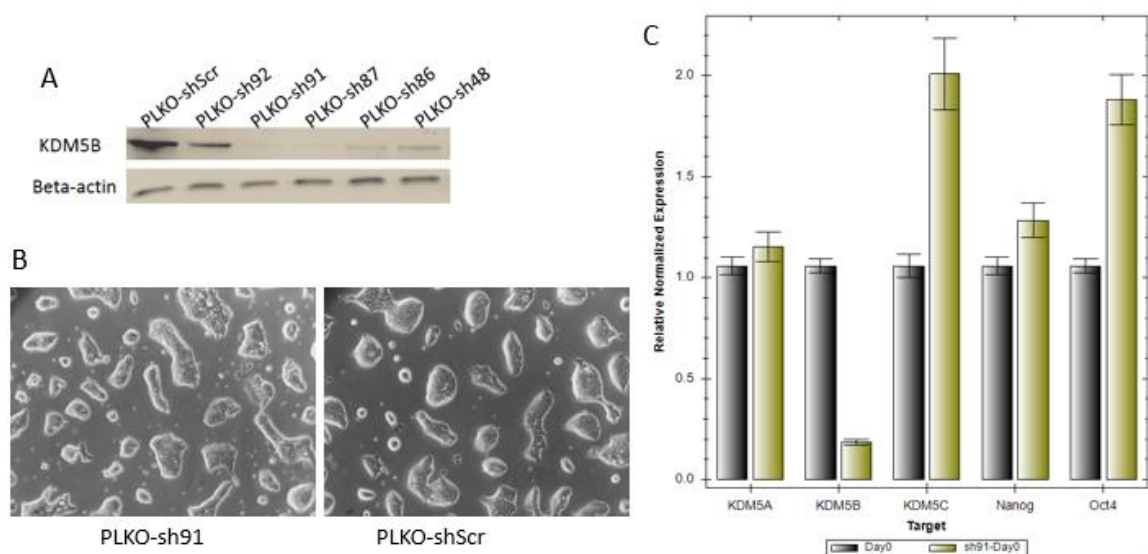 A
PLKO-shScr
PLKO-sh92
PLKO-sh91
PLKO-sh87
PLKO-sh86
PLKO-sh48
KDM5B
Beta-actin
B
PLKO-sh91
PLKO-shScr
C
Relative Normalized Expression
2.0
1.5
1.0
0.5
0.0
KDM5A KDM5B KDM5C Nanog Oct4
Target
Day0 sh91-Day0